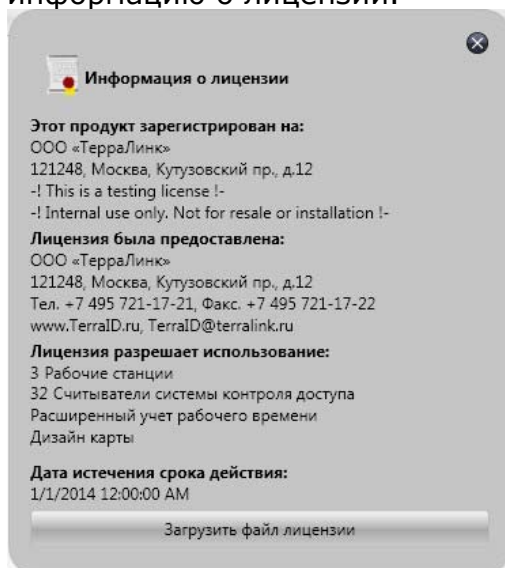 информацию о лицензии.
Информация о лицензии
Этот продукт зарегистрирован на:
ООО «ТерраЛинк»
121248, Москва, Кутузовский пр., д.12
-! This is a testing license !-
-! Internal use only. Not for resale or installation !-
Лицензия была предоставлена:
ООО «ТерраЛинк»
121248, Москва, Кутузовский пр., д.12
Тел. +7 495 721-17-21, Факс. +7 495 721-17-22
www.TerraID.ru, TerraID@terralink.ru
Лицензия разрешает использование:
3 Рабочие станции
32 Считыватели системы контроля доступа
Расширенный учет рабочего времени
Дизайн карты
Дата истечения срока действия:
1/1/2014 12:00:00 AM
Загрузить файл лицензии